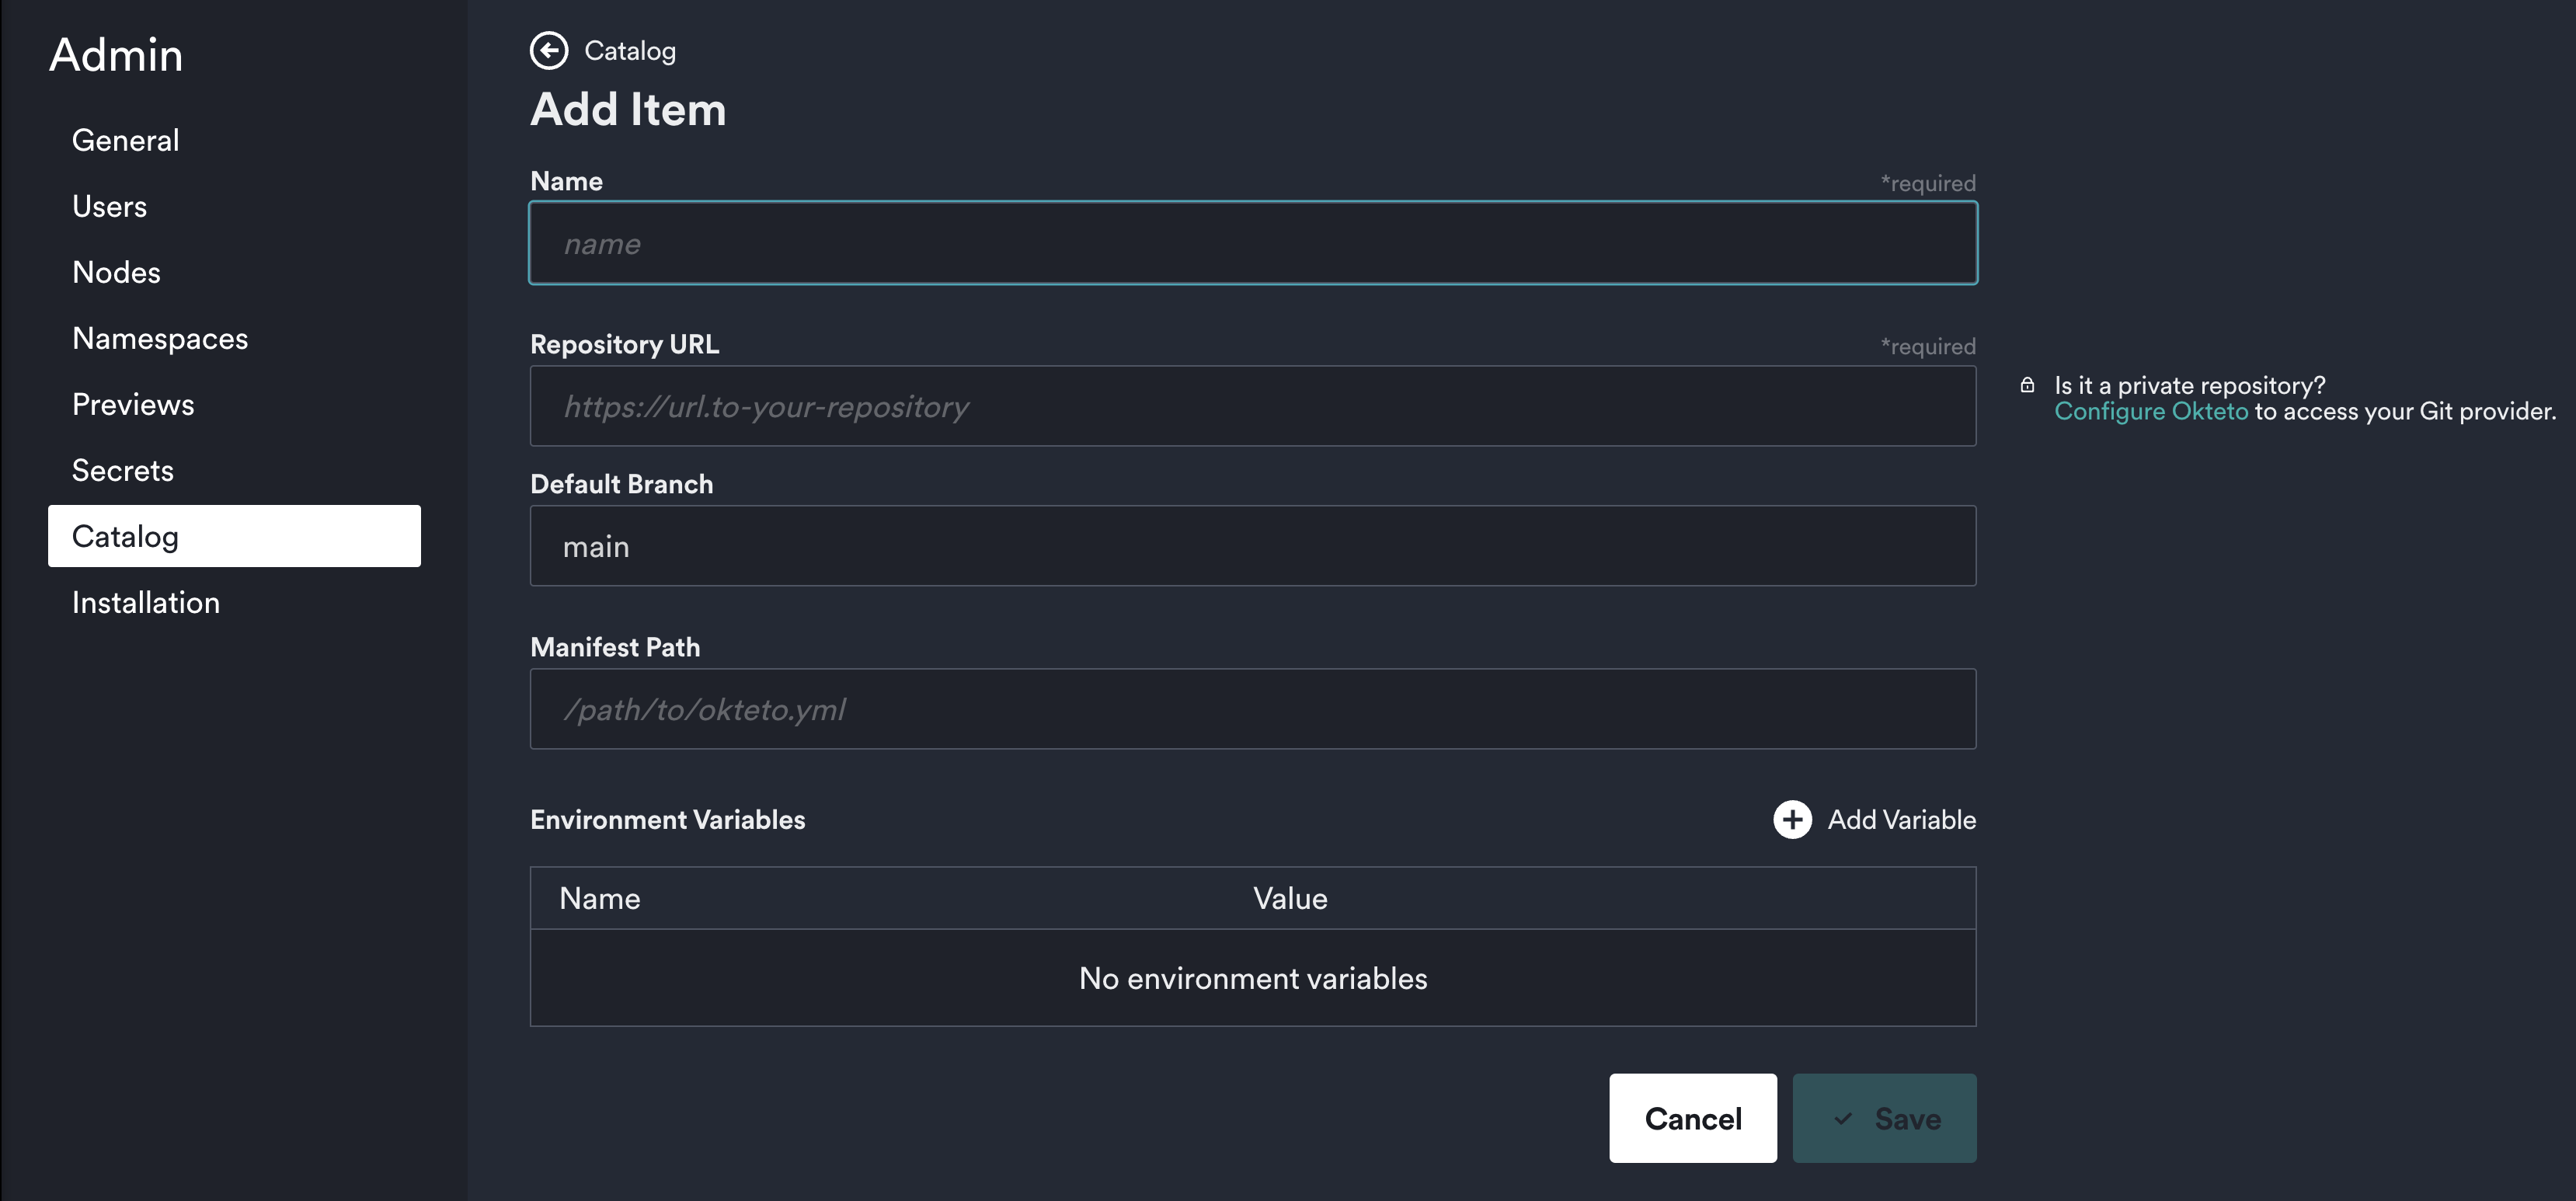 Admin
General
Users
Nodes
Namespaces
Previews
Secrets
Catalog
Installation
Catalog
Add Item
Name
*required
name
Repository URL
*required
https://url.to-your-repository
Is it a private repository?
Configure Okteto to access your Git provider.
Default Branch
main
Manifest Path
/path/to/okteto.yml
Environment Variables
Add Variable
Name
Value
No environment variables
Cancel
Save